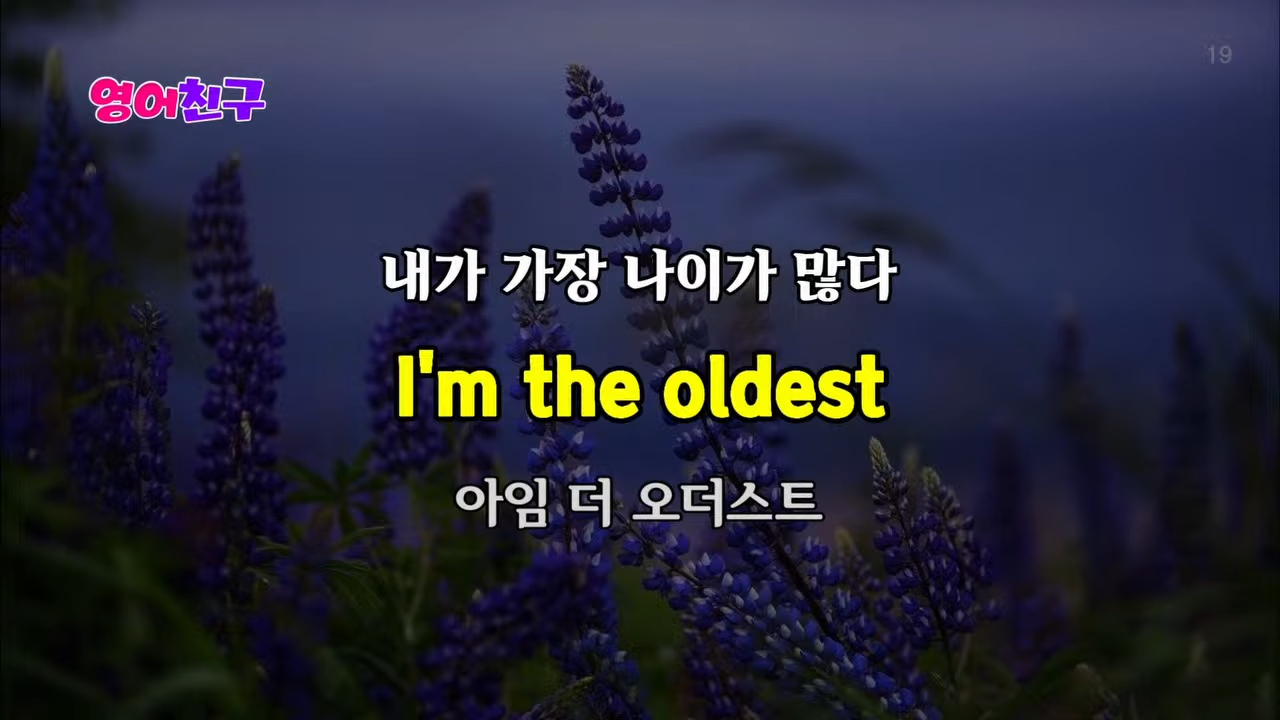 영어친구
19
내가 가장 나이가 많다
I'm the oldest
아임 더 오더스트